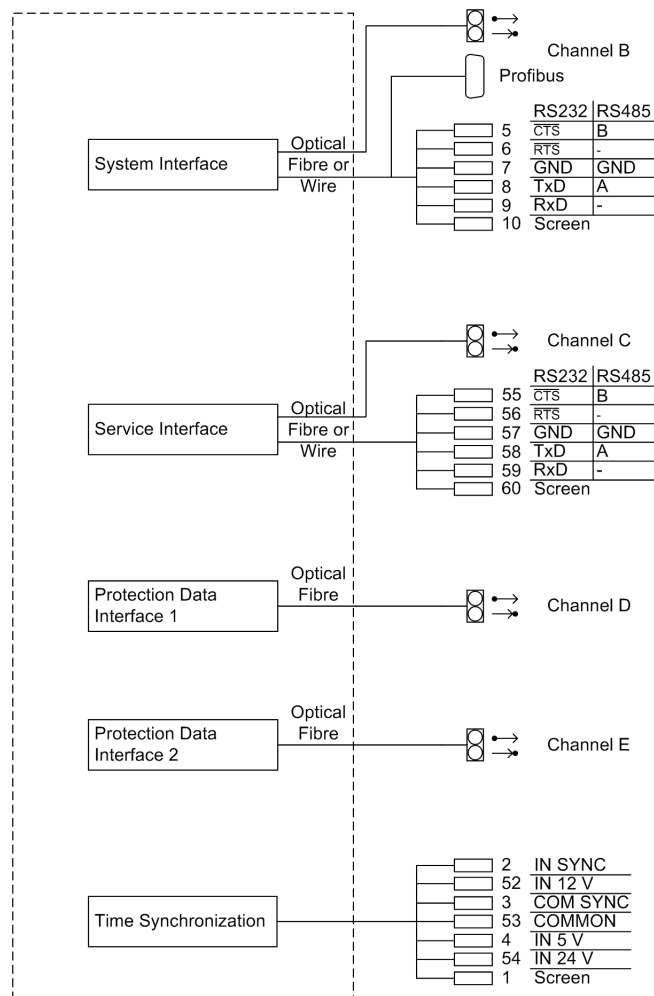 Channel B
Profibus
RS232 RS485
5 CTS B
6 RTS -
7 GND GND
8 TxD A
9 RxD -
10 Screen
System Interface
Optical
Fibre or
Wire
Channel C
RS232 RS485
55 CTS B
56 RTS -
57 GND GND
58 TxD A
59 RxD -
60 Screen
Service Interface
Optical
Fibre or
Wire
Protection Data
Interface 1
Optical
Fibre
Channel D
Protection Data
Interface 2
Optical
Fibre
Channel E
Time Synchronization
2 IN SYNC
52 IN 12 V
3 COM SYNC
53 COMMON
4 IN 5 V
54 IN 24 V
1 Screen